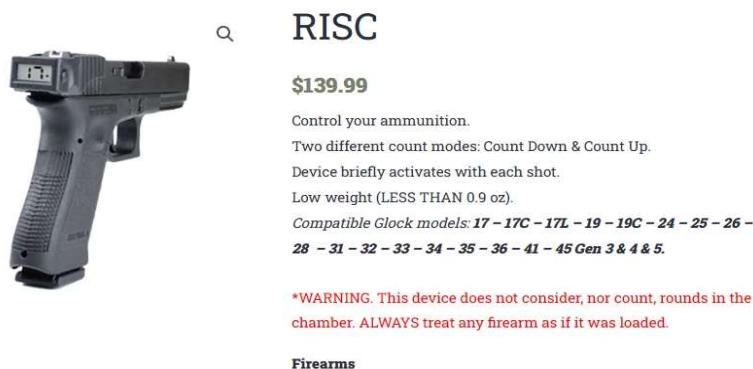 RISC
17
$139.99
Control your ammunition.
Two different count modes: Count Down & Count Up.
Device briefly activates with each shot.
Low weight (LESS THAN 0.9 oz).
Compatible Glock models: 17 – 17C – 17L – 19 – 19C – 24 – 25 – 26 –
28 – 31 – 32 – 33 – 34 – 35 – 36 – 41 – 45 Gen 3 & 4 & 5.
*WARNING. This device does not consider, nor count, rounds in the
chamber. ALWAYS treat any firearm as if it was loaded.
Firearms